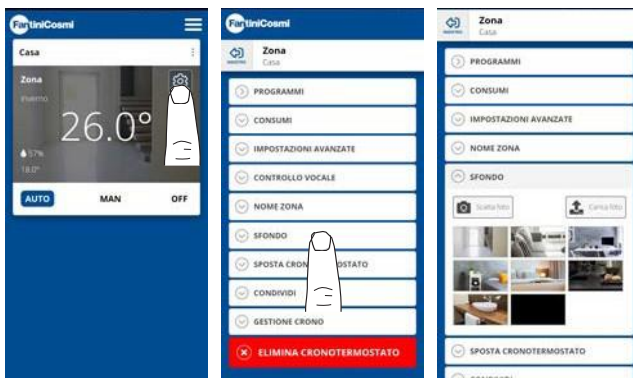 FantiniCosmi
Casa
Zona
Inverno
26.0°
57%
18.0°
AUTO MAN OFF
FantiniCosmi
Zona
Casa
PROGRAMMI
CONSUMI
IMPOSTAZIONI AVANZATE
CONTROLLO VOCALE
NOME ZONA
SFONDO
SPOSTA CRON OSTATO
CONDIVIDI
GESTIONE CRONO
ELIMINA CRONOTERMOSTATO
Zona
Casa
PROGRAMMI
CONSUMI
IMPOSTAZIONI AVANZATE
NOME ZONA
SFONDO
Scatta foto Carica foto
SPOSTA CRONOTERMOSTATO